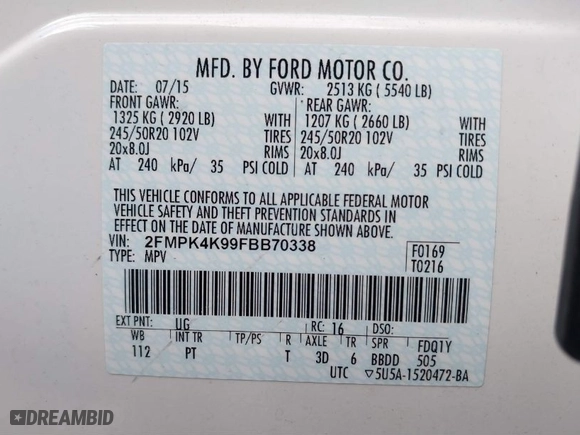 MFD. BY FORD MOTOR CO.
DATE: 07/15 GVWR: 2513 KG ( 5540 LB)
FRONT GAWR: REAR GAWR:
1325 KG ( 2920 LB) WITH 1207 KG ( 2660 LB) WITH
245/50R20 102V TIRES 245/50R20 102V TIRES
20x8.0J RIMS 20x8.0J RIMS
AT 240 kPa/ 35 PSI COLD AT 240 kPa/ 35 PSI COLD
THIS VEHICLE CONFORMS TO ALL APPLICABLE FEDERAL MOTOR
VEHICLE SAFETY AND THEFT PREVENTION STANDARDS IN
EFFECT ON THE DATE OF MANUFACTURE SHOWN ABOVE.
VIN: 2FMPK4K99FBB70338 F0169
TYPE: MPV T0216
EXT PNT: UG RC: 16 DSO:
WB INT TR TP/PS R AXLE TR SPR FDQTY
112 PT T 3D 6 BBDD 505
UTC ▽5U5A-1520472-BA
DREAMBID